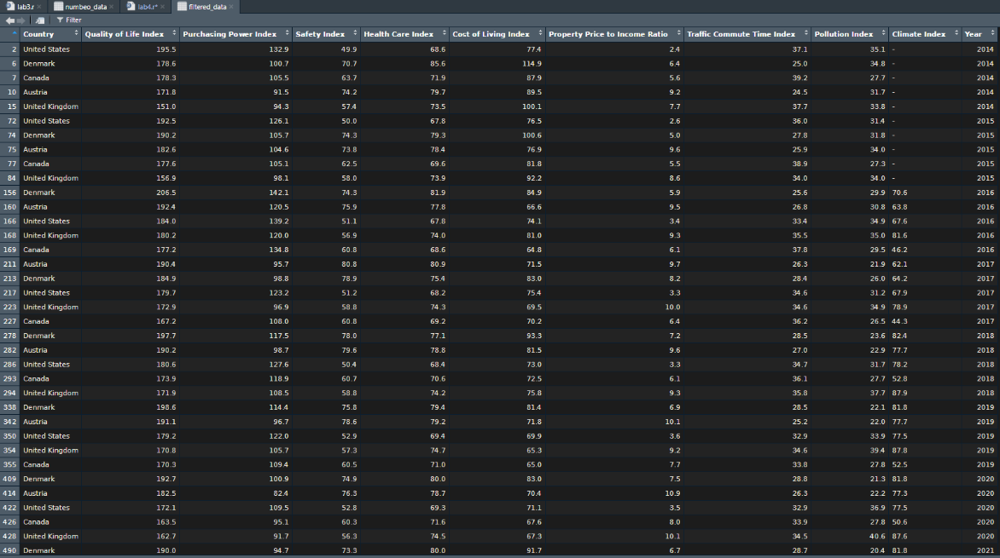 lab3.r × numbeo_data × lab4.r* × filtered_data ×
Filter
Country Quality of Life Index Purchasing Power Index Safety Index Health Care Index Cost of Living Index Property Price to Income Ratio Traffic Commute Time Index Pollution Index Climate Index Year
2 United States 195.5 132.9 49.9 68.6 77.4 2.4 37.1 35.1 - 2014
6 Denmark 178.6 100.7 70.7 85.6 114.9 6.4 25.0 34.8 - 2014
7 Canada 178.3 105.5 63.7 71.9 87.9 5.6 39.2 27.7 - 2014
10 Austria 171.8 91.5 74.2 79.7 89.5 9.2 24.5 31.7 - 2014
15 United Kingdom 151.0 94.3 57.4 73.5 100.1 7.7 37.7 33.8 - 2014
72 United States 192.5 126.1 50.0 67.8 76.5 2.6 36.0 31.4 - 2015
74 Denmark 190.2 105.7 74.3 79.3 100.6 5.0 27.8 31.8 - 2015
75 Austria 182.6 104.6 73.8 78.4 76.9 9.6 25.9 34.0 - 2015
77 Canada 177.6 105.1 62.5 69.6 81.8 5.5 38.9 27.3 - 2015
84 United Kingdom 156.9 98.1 58.0 73.9 92.2 8.6 34.0 34.0 - 2015
156 Denmark 206.5 142.1 74.3 81.9 84.9 5.9 25.6 29.9 70.6 2016
160 Austria 192.4 120.5 75.9 77.8 66.6 9.5 26.8 30.8 63.8 2016
166 United States 184.0 139.2 51.1 67.8 74.1 3.4 33.4 34.9 67.6 2016
168 United Kingdom 180.2 120.0 56.9 74.0 81.0 9.3 35.5 35.0 81.6 2016
169 Canada 177.2 134.8 60.8 68.6 64.8 6.1 37.8 29.5 46.2 2016
211 Austria 190.4 95.7 80.8 80.9 71.5 9.7 26.3 21.9 62.1 2017
213 Denmark 184.9 98.8 78.9 75.4 83.0 8.2 28.4 26.0 64.2 2017
217 United States 179.7 123.2 51.2 68.2 75.4 3.3 34.6 31.2 67.9 2017
223 United Kingdom 172.9 96.9 58.8 74.3 69.5 10.0 34.6 34.9 78.9 2017
227 Canada 167.2 108.0 60.8 69.2 70.2 6.4 36.2 26.5 44.3 2017
278 Denmark 197.7 117.5 78.0 77.1 93.3 7.2 28.5 23.6 82.4 2018
282 Austria 190.2 98.7 79.6 78.8 81.5 9.6 27.0 22.9 77.7 2018
286 United States 180.6 127.6 50.4 68.4 73.0 3.3 34.7 31.7 78.2 2018
293 Canada 173.9 118.9 60.7 70.6 72.5 6.1 36.1 27.7 52.8 2018
294 United Kingdom 171.9 108.5 58.8 74.2 75.8 9.3 35.8 37.7 87.9 2018
338 Denmark 198.6 114.4 75.8 79.4 81.4 6.9 28.5 22.1 81.8 2019
342 Austria 191.1 96.7 78.6 79.2 71.8 10.1 25.2 22.0 77.7 2019
350 United States 179.2 122.0 52.9 69.4 69.9 3.6 32.9 33.9 77.5 2019
354 United Kingdom 170.8 105.7 57.3 74.7 65.3 9.2 34.6 39.4 87.8 2019
355 Canada 170.3 109.4 60.5 71.0 65.0 7.7 33.8 27.8 52.5 2019
409 Denmark 192.7 100.9 74.9 80.0 83.0 7.5 28.8 21.3 81.8 2020
414 Austria 182.5 82.4 76.3 78.7 70.4 10.9 26.3 22.2 77.3 2020
422 United States 172.1 109.5 52.8 69.3 71.1 3.5 32.9 36.9 77.5 2020
426 Canada 163.5 95.1 60.3 71.6 67.6 8.0 33.9 27.8 50.6 2020
428 United Kingdom 162.7 91.7 56.3 74.5 67.3 10.1 34.5 40.6 87.6 2020
490 Denmark 190.0 94.7 73.3 80.0 91.7 6.7 28.7 20.4 81.8 2021